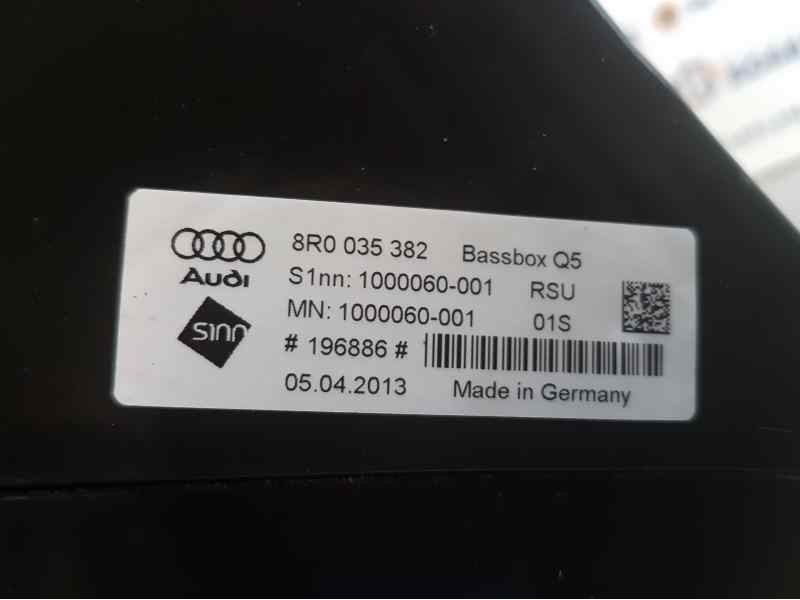 8R0 035 382 Bassbox Q5
Audi
S1nn: 1000060-001 RSU
MN: 1000060-001 01S
S1nn
# 196886 #
05.04.2013 Made in Germany